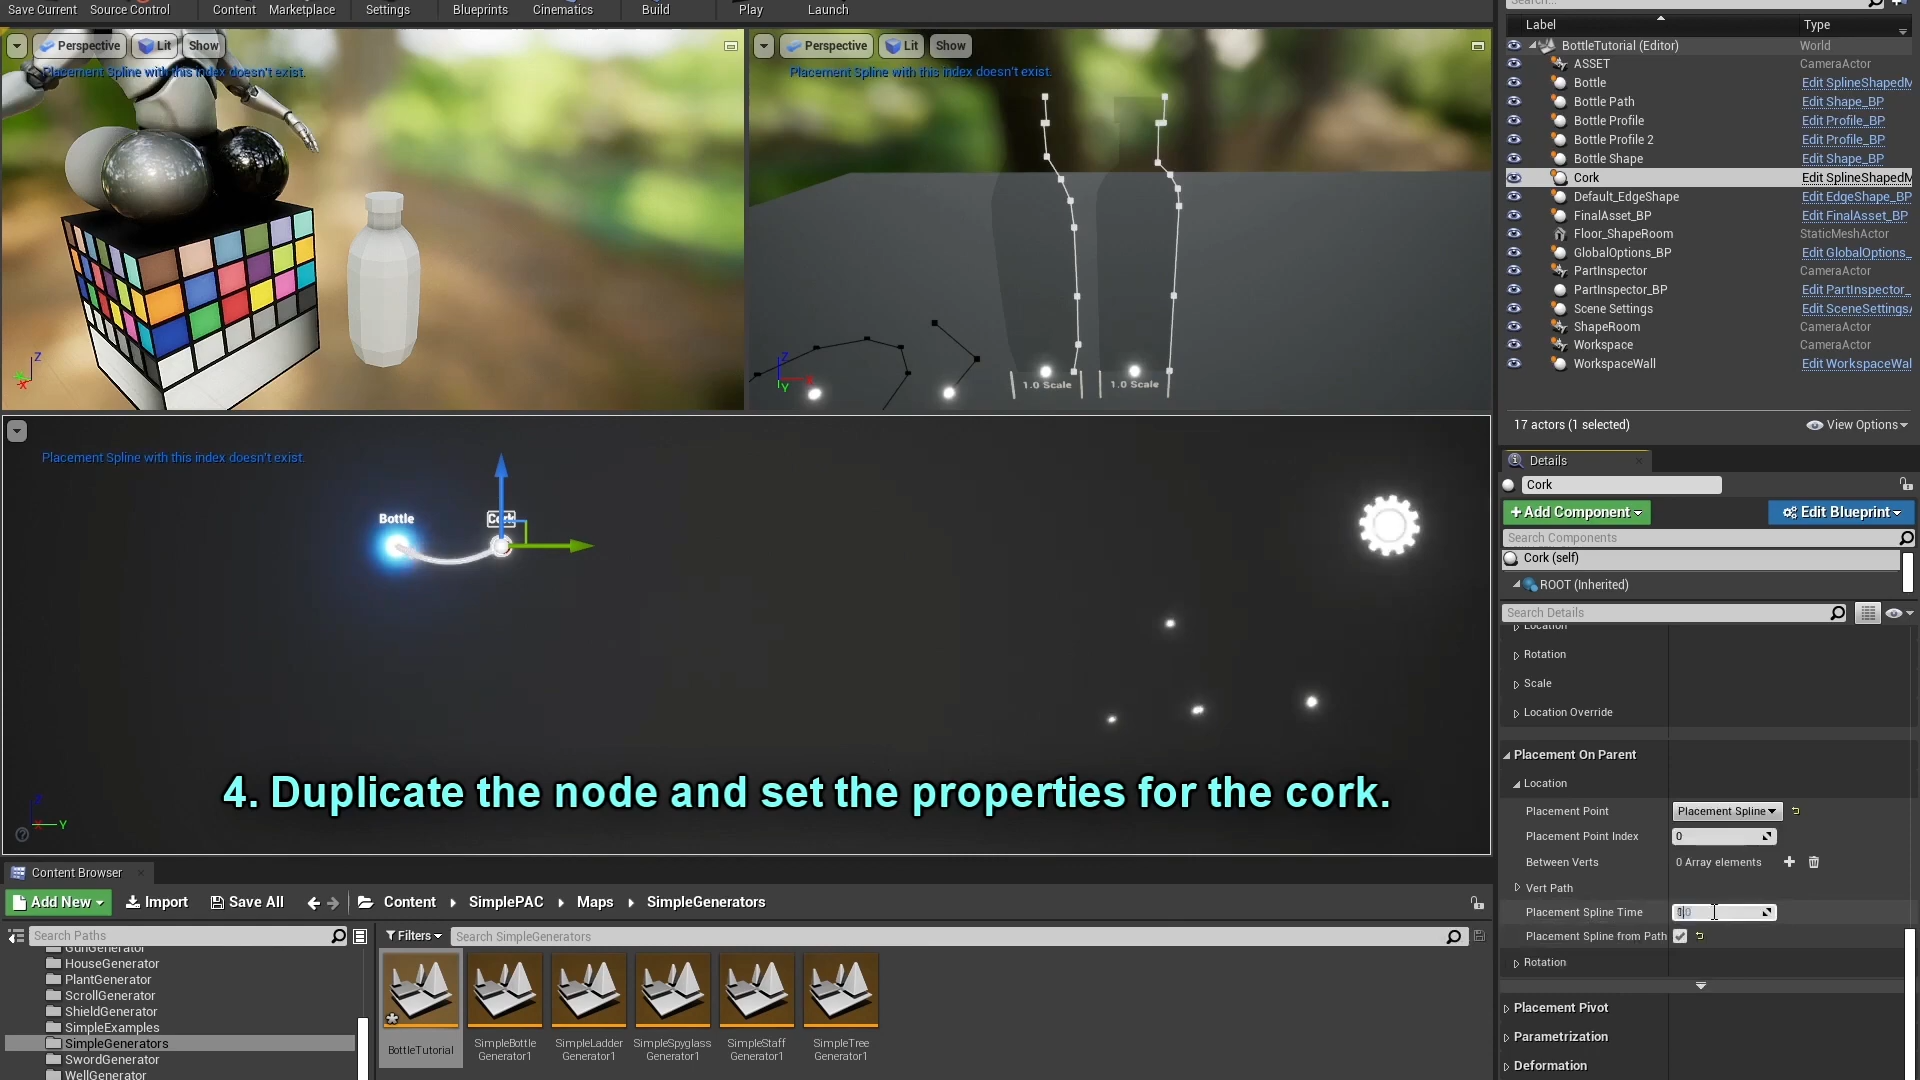 Save Current
Source Control
Content
Marketplace
Settings
Blueprints
Cinematics
Build
Play
Launch
Perspective
Lit
Show
Placement Spline with this index doesn't exist.
Z
X
Perspective
Lit
Show
Placement Spline with this index doesn't exist.
1.0 Scale
1.0 Scale
Z
Y
Placement Spline with this index doesn't exist.
Bottle
4. Duplicate the node and set the properties for the cork.
Y
Label
Type
BottleTutorial (Editor)
World
ASSET
CameraActor
Bottle
Edit SplineShapedM
Bottle Path
Edit Shape_BP
Bottle Profile
Edit Profile_BP
Bottle Profile 2
Edit Profile_BP
Bottle Shape
Edit Shape_BP
Cork
Edit SplineShapedM
Default_EdgeShape
Edit EdgeShape_BP
FinalAsset_BP
Edit FinalAsset_BP
Floor_ShapeRoom
StaticMeshActor
GlobalOptions_BP
Edit GlobalOptions_
PartInspector
CameraActor
PartInspector_BP
Edit PartInspector_
Scene Settings
Edit SceneSettings
ShapeRoom
CameraActor
Workspace
CameraActor
WorkspaceWall
Edit WorkspaceWal
17 actors (1 selected)
View Options
Details
Cork
Add Component
Edit Blueprint
Search Components
Cork (self)
ROOT (Inherited)
Search Details
Location
Rotation
Scale
Location Override
Placement On Parent
Location
Placement Point
Placement Spline
Placement Point Index
0
Between Verts
0 Array elements
Vert Path
Placement Spline Time
Placement Spline from Path
Rotation
Placement Pivot
Parametrization
Deformation
Content Browser
Add New
Import
Save All
Content
SimplePAC
Maps
SimpleGenerators
Search Paths
Filters
Search SimpleGenerators
GunGenerator
HouseGenerator
PlantGenerator
ScrollGenerator
ShieldGenerator
SimpleExamples
SimpleGenerators
SwordGenerator
WellGenerator
BottleTutorial
SimpleBottle
Generator1
SimpleLadder
Generator1
SimpleSpyglass
Generator1
SimpleStaff
Generator1
SimpleTree
Generator1